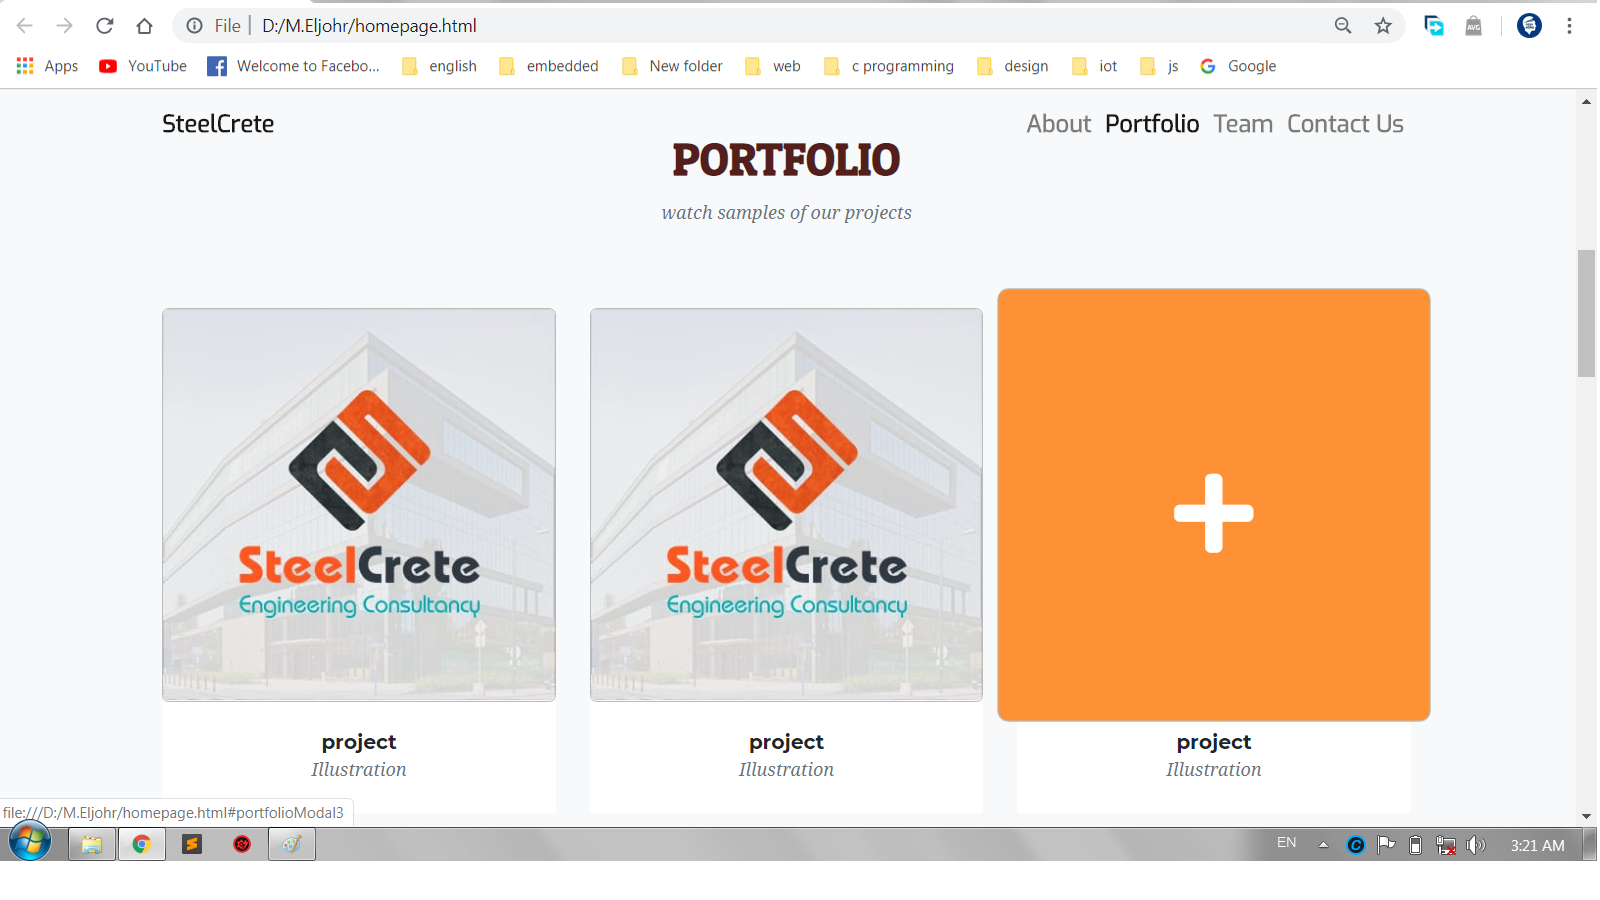 File | D:/M.Eljohr/homepage.html
AVG
Apps YouTube Welcome to Facebo... english embedded New folder web c programming design iot js Google
SteelCrete About Portfolio Team Contact Us
PORTFOLIO
watch samples of our projects
SteelCrete SteelCrete
Engineering Consultancy Engineering Consultancy
project project project
Illustration Illustration Illustration
file:///D:/M.Eljohr/homepage.html#portfolioModal3
EN 3:21 AM